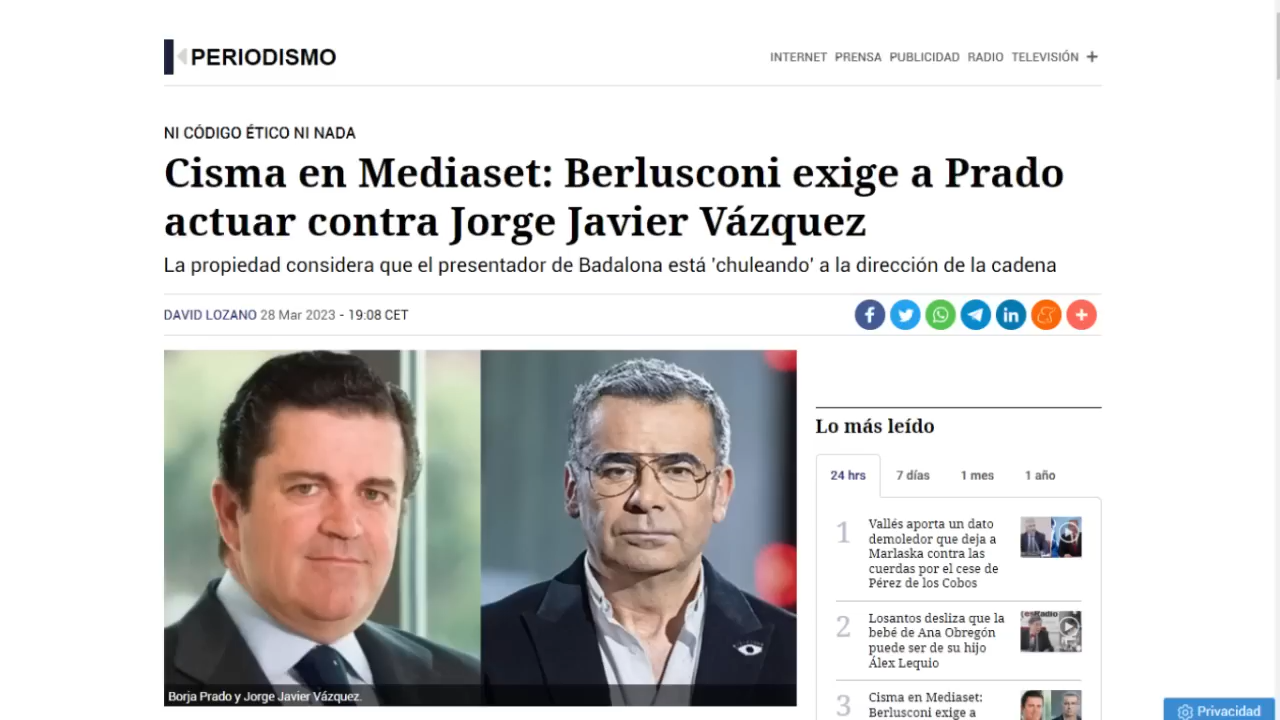 PERIODISMO
INTERNET PRENSA PUBLICIDAD RADIO TELEVISIÓN +
NI CÓDIGO ÉTICO NI NADA
Cisma en Mediaset: Berlusconi exige a Prado
actuar contra Jorge Javier Vázquez
La propiedad considera que el presentador de Badalona está 'chuleando' a la dirección de la cadena
DAVID LOZANO 28 Mar 2023 - 19:08 CET
Borja Prado y Jorge Javier Vázquez.
Lo más leído
24 hrs 7 días 1 mes 1 año
1
Vallés aporta un dato
demoledor que deja a
Marlaska contra las
cuerdas por el cese de
Pérez de los Cobos
2
Losantos desliza que la
bebé de Ana Obregón
puede ser de su hijo
Álex Lequio
esRadio
3
Cisma en Mediaset:
Berlusconi exige a
Privacidad